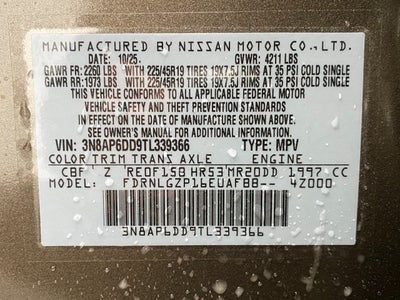 MANUFACTURED BY NISSAN MOTOR CO.,LTD.
DATE: 10/25. GVWR: 4211 LBS
GAWR FR: 2260 LBS WITH 225/45R19 TIRES 19X7.5J RIMS AT 35 PSI COLD SINGLE
GAWR RR: 1973 LBS WITH 225/45R19 TIRES 19X7.5J RIMS AT 35 PSI COLD SINGLE
THIS VEHICLE CONFORMS TO ALL APPLICABLE FEDERAL MOTOR
VEHICLE SAFETY AND THEFT PREVENTION STANDARDS
IN EFFECT ON THE DATE OF MANUFACTURE SHOWN ABOVE.
SEE OWNER'S MANUAL FOR ADDITIONAL INFORMATION.
VIN: 3N8AP6DD9TL339366 TYPE: MPV
COLOR TRIM TRANS AXLE ENGINE
CBF Z RE0F15B HR53 MR20DD 1997 CC
MODEL: FDRNLGZP16EUAFBB-- 4Z000
3N8AP6DD9TL339366